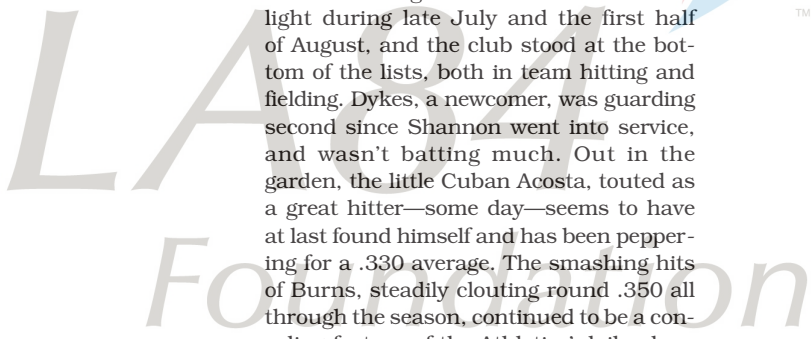 light during late July and the first half
of August, and the club stood at the bot-
tom of the lists, both in team hitting and
fielding. Dykes, a newcomer, was guarding
second since Shannon went into service,
and wasn't batting much. Out in the
garden, the little Cuban Acosta, touted as
a great hitter—some day—seems to have
at last found himself and has been pepper-
ing for a .330 average. The smashing hits
of Burns, steadily clouting round .350 all
through the season, continued to be a con-
LA84
Foundation
TM